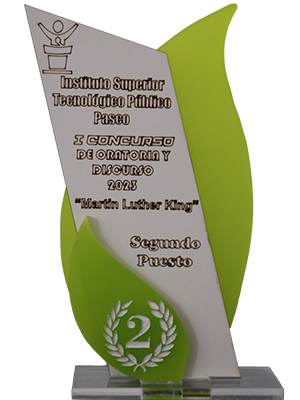 Instituto Superior
Tecnológico Público
Pasco
I CONCURSO
DE ORATORIA Y
DISCURSO
2023
“Martin Luther King”
Segundo
Puesto
2